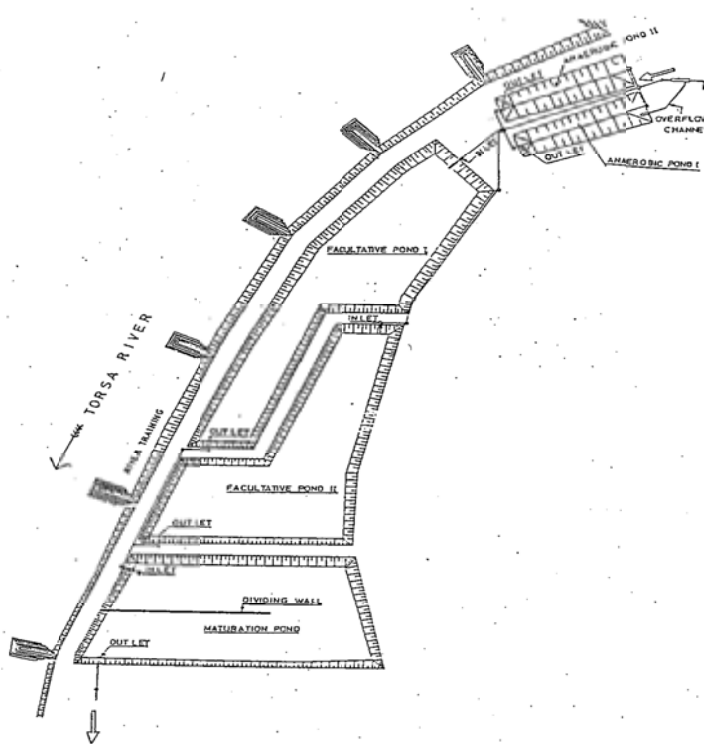 ANAEROBIC POND II
OUTLET
OVERFLOW
CHANNEL
INLET
OUTLET
ANAEROBIC POND I
FACULTATIVE POND I
INLET
TORSA RIVER
TRAINING
OUTLET
FACULTATIVE POND II
OUTLET
INLET
DIVIDING WALL
MATURATION POND
OUTLET